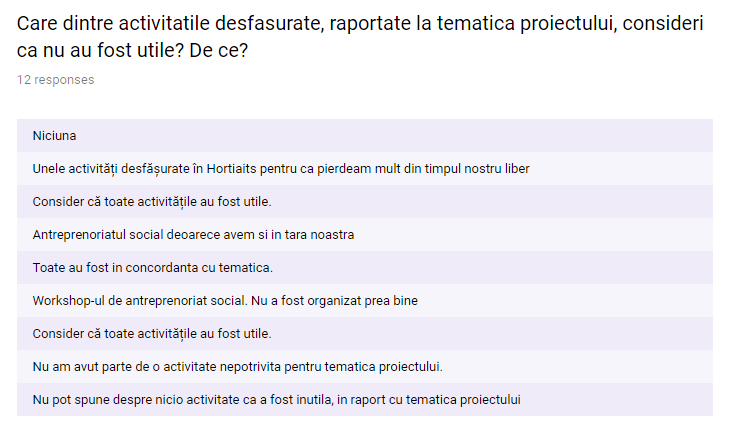 Care dintre activitatile desfasurate, raportate la tematica proiectului, consideri
ca nu au fost utile? De ce?
12 responses
Niciuna
Unele activități desfășurate în Hortiaits pentru ca pierdeam mult din timpul nostru liber
Consider că toate activitățile au fost utile.
Antreprenoriatul social deoarece avem si in tara noastra
Toate au fost in concordanta cu tematica.
Workshop-ul de antreprenoriat social. Nu a fost organizat prea bine
Consider că toate activitățile au fost utile.
Nu am avut parte de o activitate nepotrivita pentru tematica proiectului.
Nu pot spune despre nicio activitate ca a fost inutila, in raport cu tematica proiectului